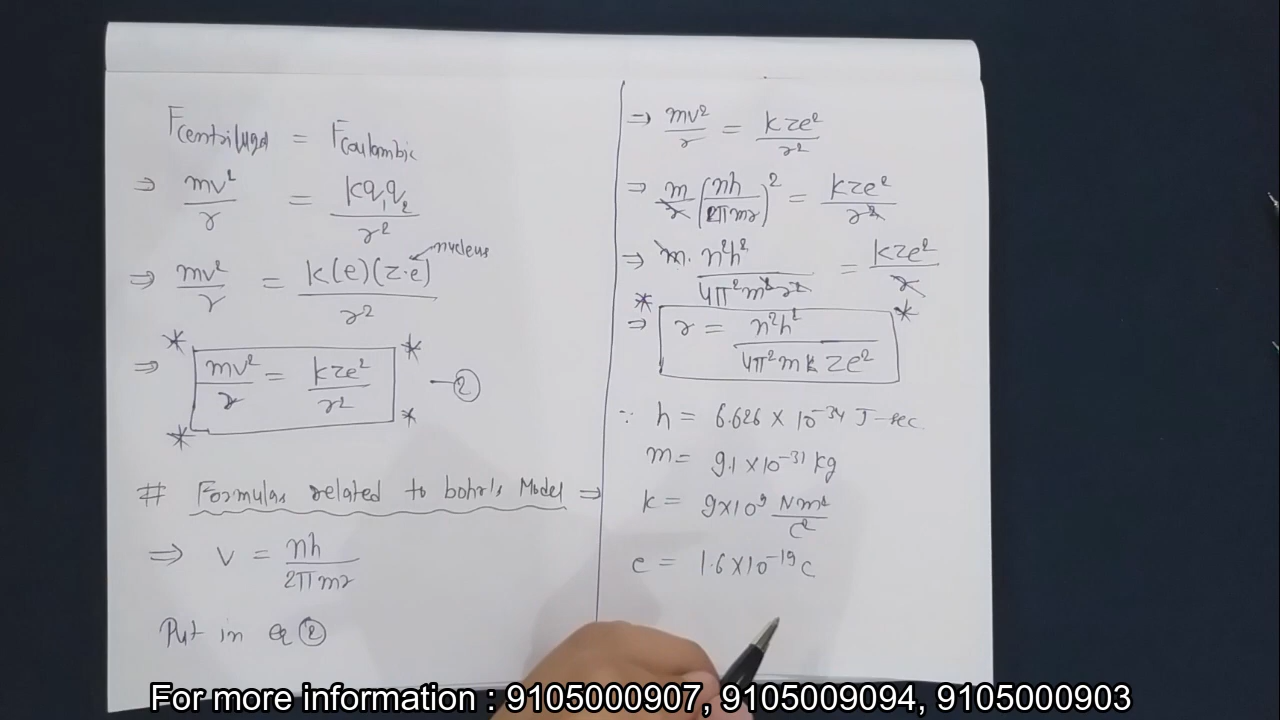 F centrifugal = F coulambic
⇒ mv²/r = kq₁q₂/r²
nucleus
⇒ mv²/r = k(e)(z·e)/r²
⇒ mv²/r = kze²/r² —②
# Formulas related to bohr's Model ⇒
⇒ v = nh/2πmr
Put in eq ②
⇒ mv²/r = kze²/r²
⇒ m/r (nh/2πmr)² = kze²/r²
⇒ m. n²h²/4π²m²r² = kze²/r
⇒ r = n²h²/4π²mkze²
∵ h = 6.626 × 10⁻³⁴ J-sec.
m = 9.1 × 10⁻³¹ kg
k = 9×10⁹ Nm²/C²
e = 1.6 × 10⁻¹⁹ C
For more information : 9105000907, 9105009094, 9105000903